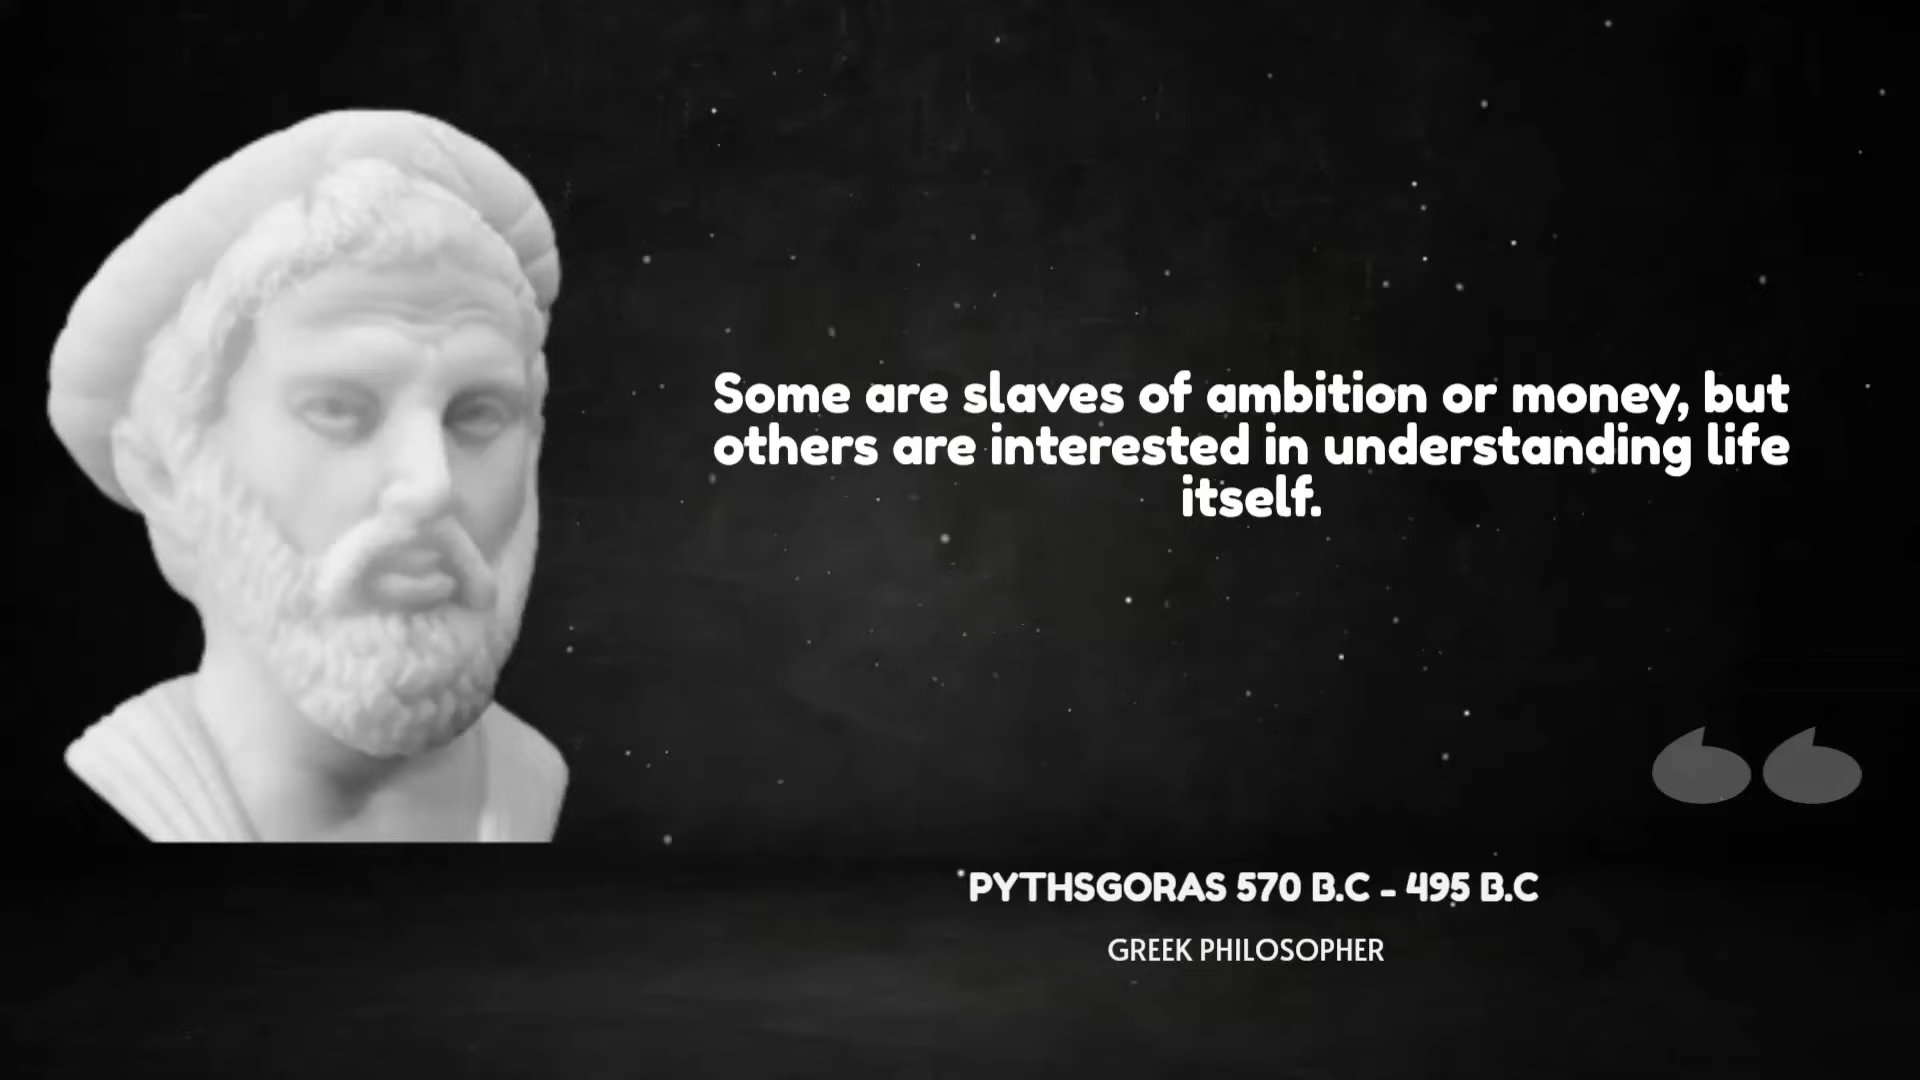 Some are slaves of ambition or money, but
others are interested in understanding life
itself.
PYTHSGORAS 570 B.C - 495 B.C
GREEK PHILOSOPHER